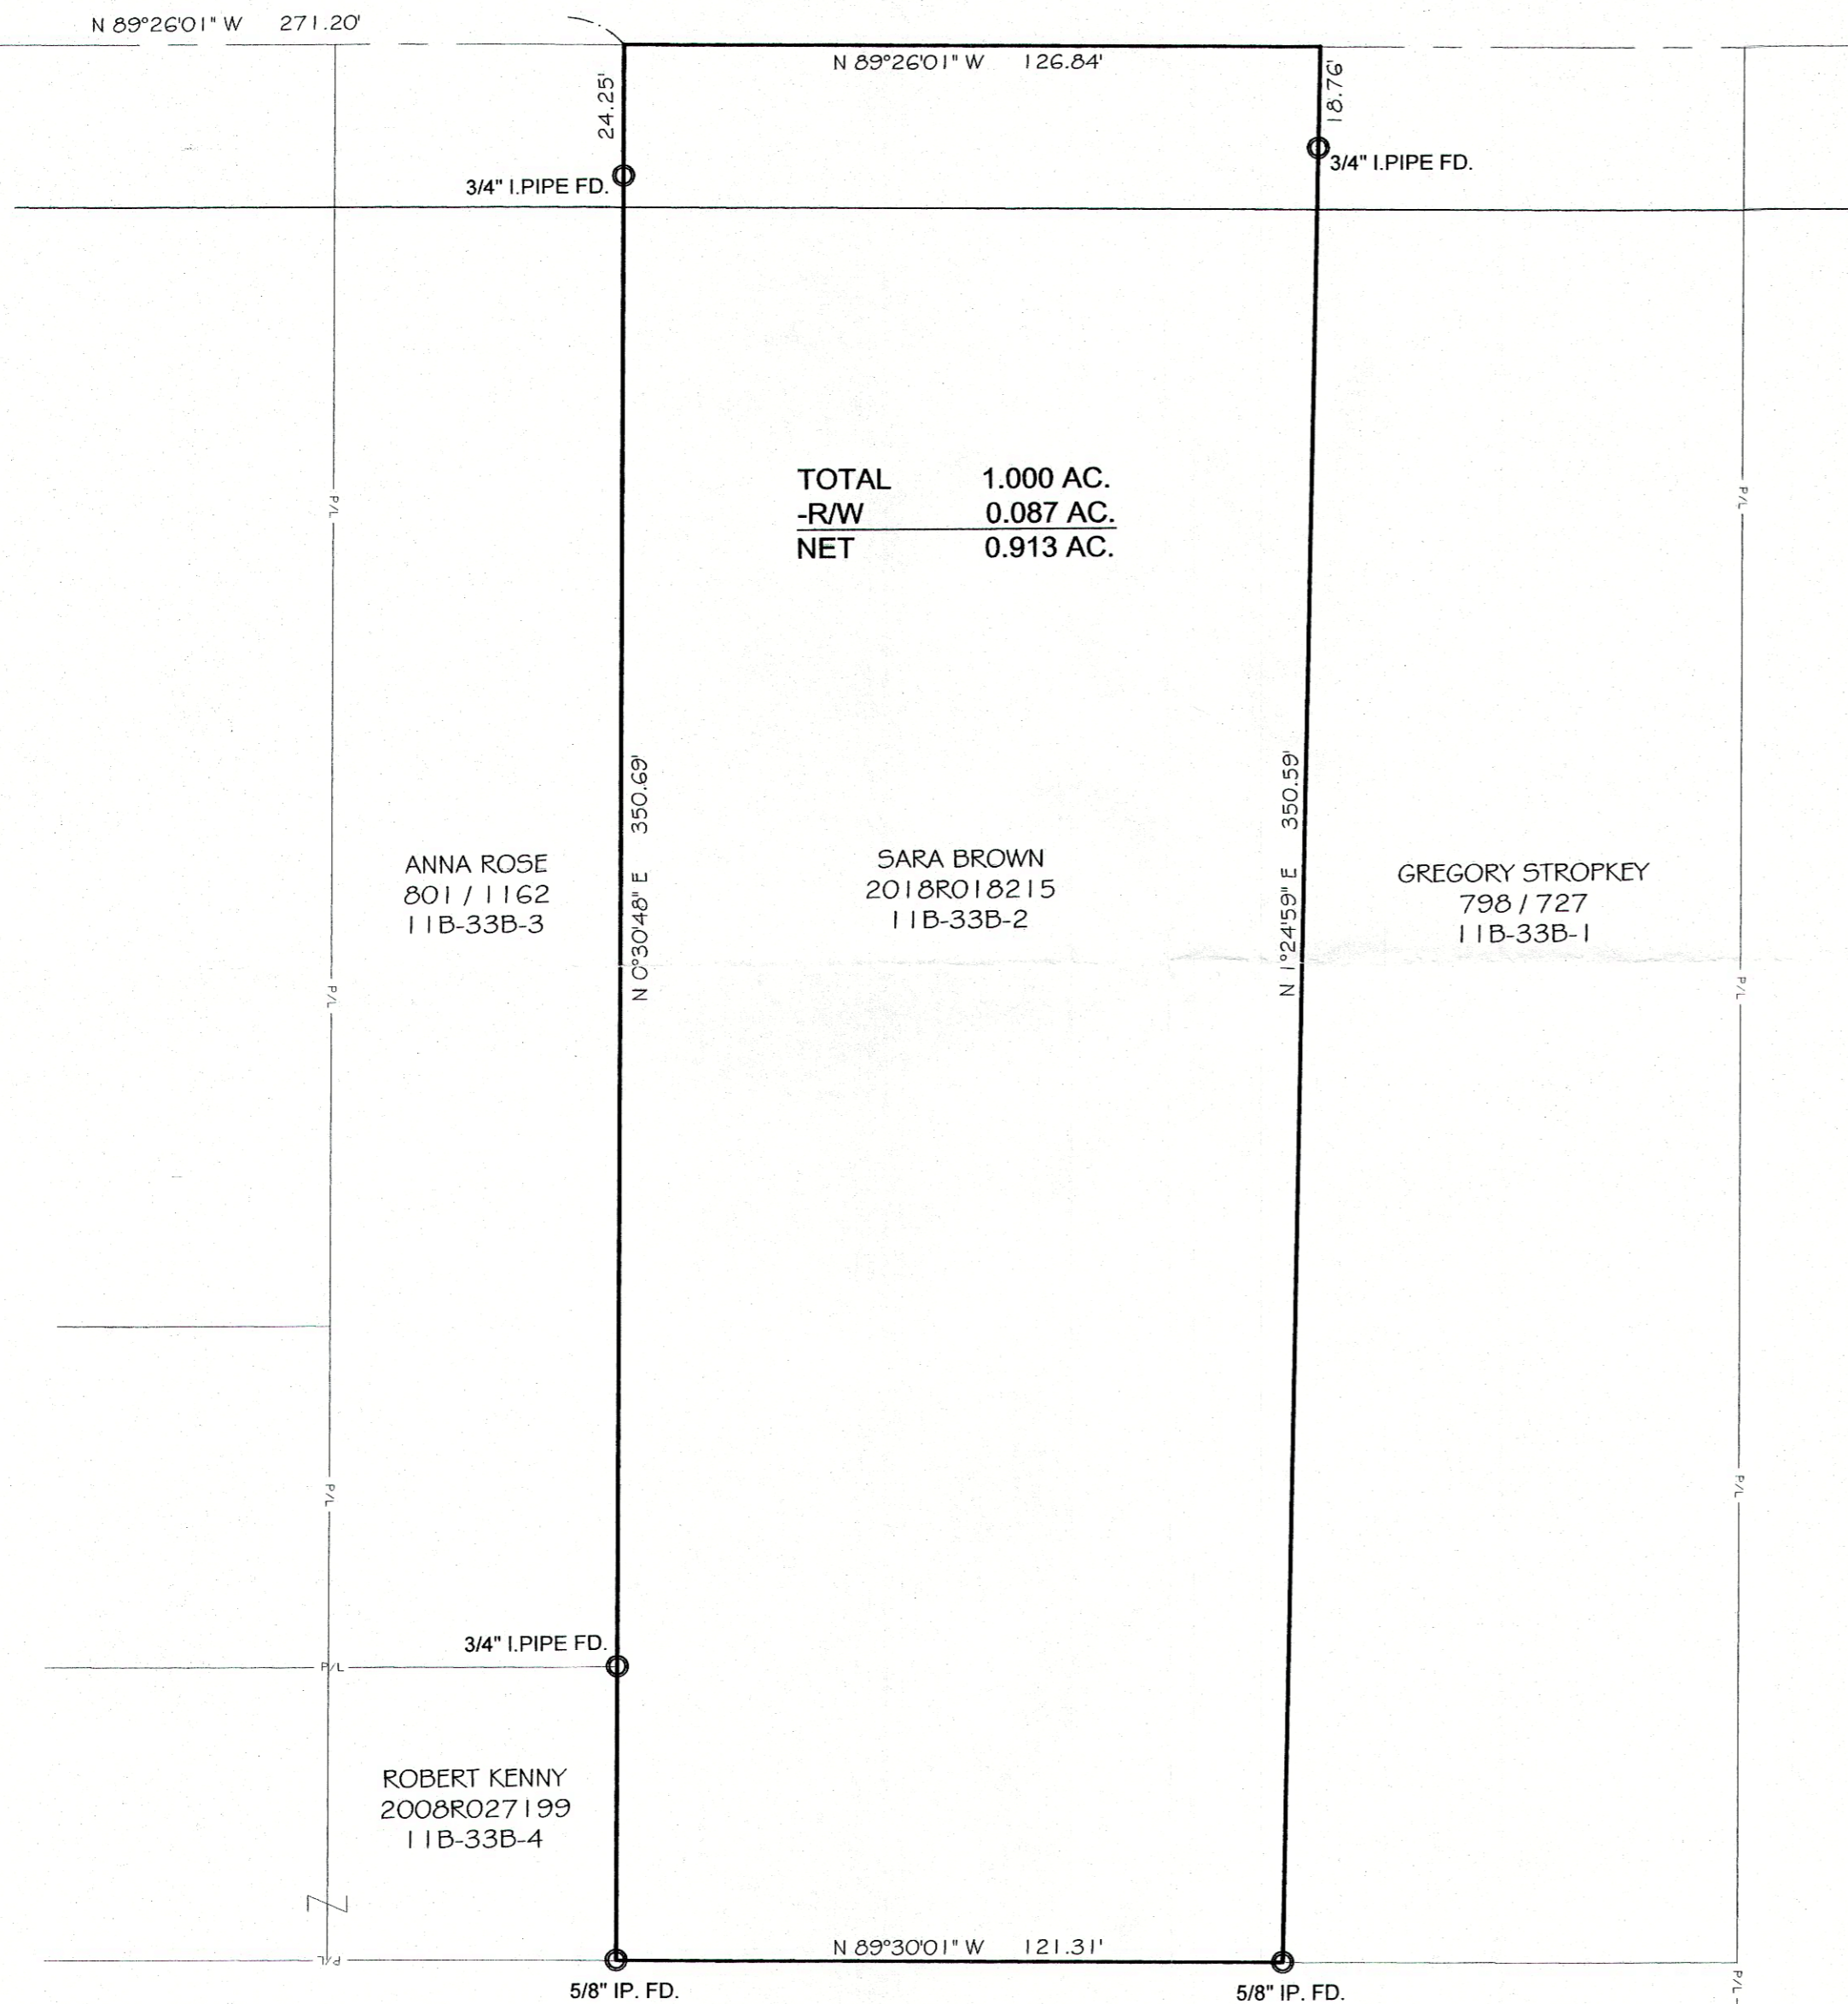 N 89°26'01" W 271.20'
N 89°26'01" W 126.84'
24.25'
18.76'
3/4" I.PIPE FD.
3/4" I.PIPE FD.
TOTAL 1.000 AC.
-R/W 0.087 AC.
NET 0.913 AC.
P/L
P/L
N 0°30'48" E 350.69'
N 1°24'59" E 350.59'
ANNA ROSE
801 / 1162
11B-33B-3
SARA BROWN
2018R018215
11B-33B-2
GREGORY STROPKEY
798 / 727
11B-33B-1
P/L
P/L
P/L
P/L
3/4" I.PIPE FD.
P/L
ROBERT KENNY
2008R027199
11B-33B-4
Z
N 89°30'01" W 121.31'
P/L
P/L
5/8" IP. FD.
5/8" IP. FD.